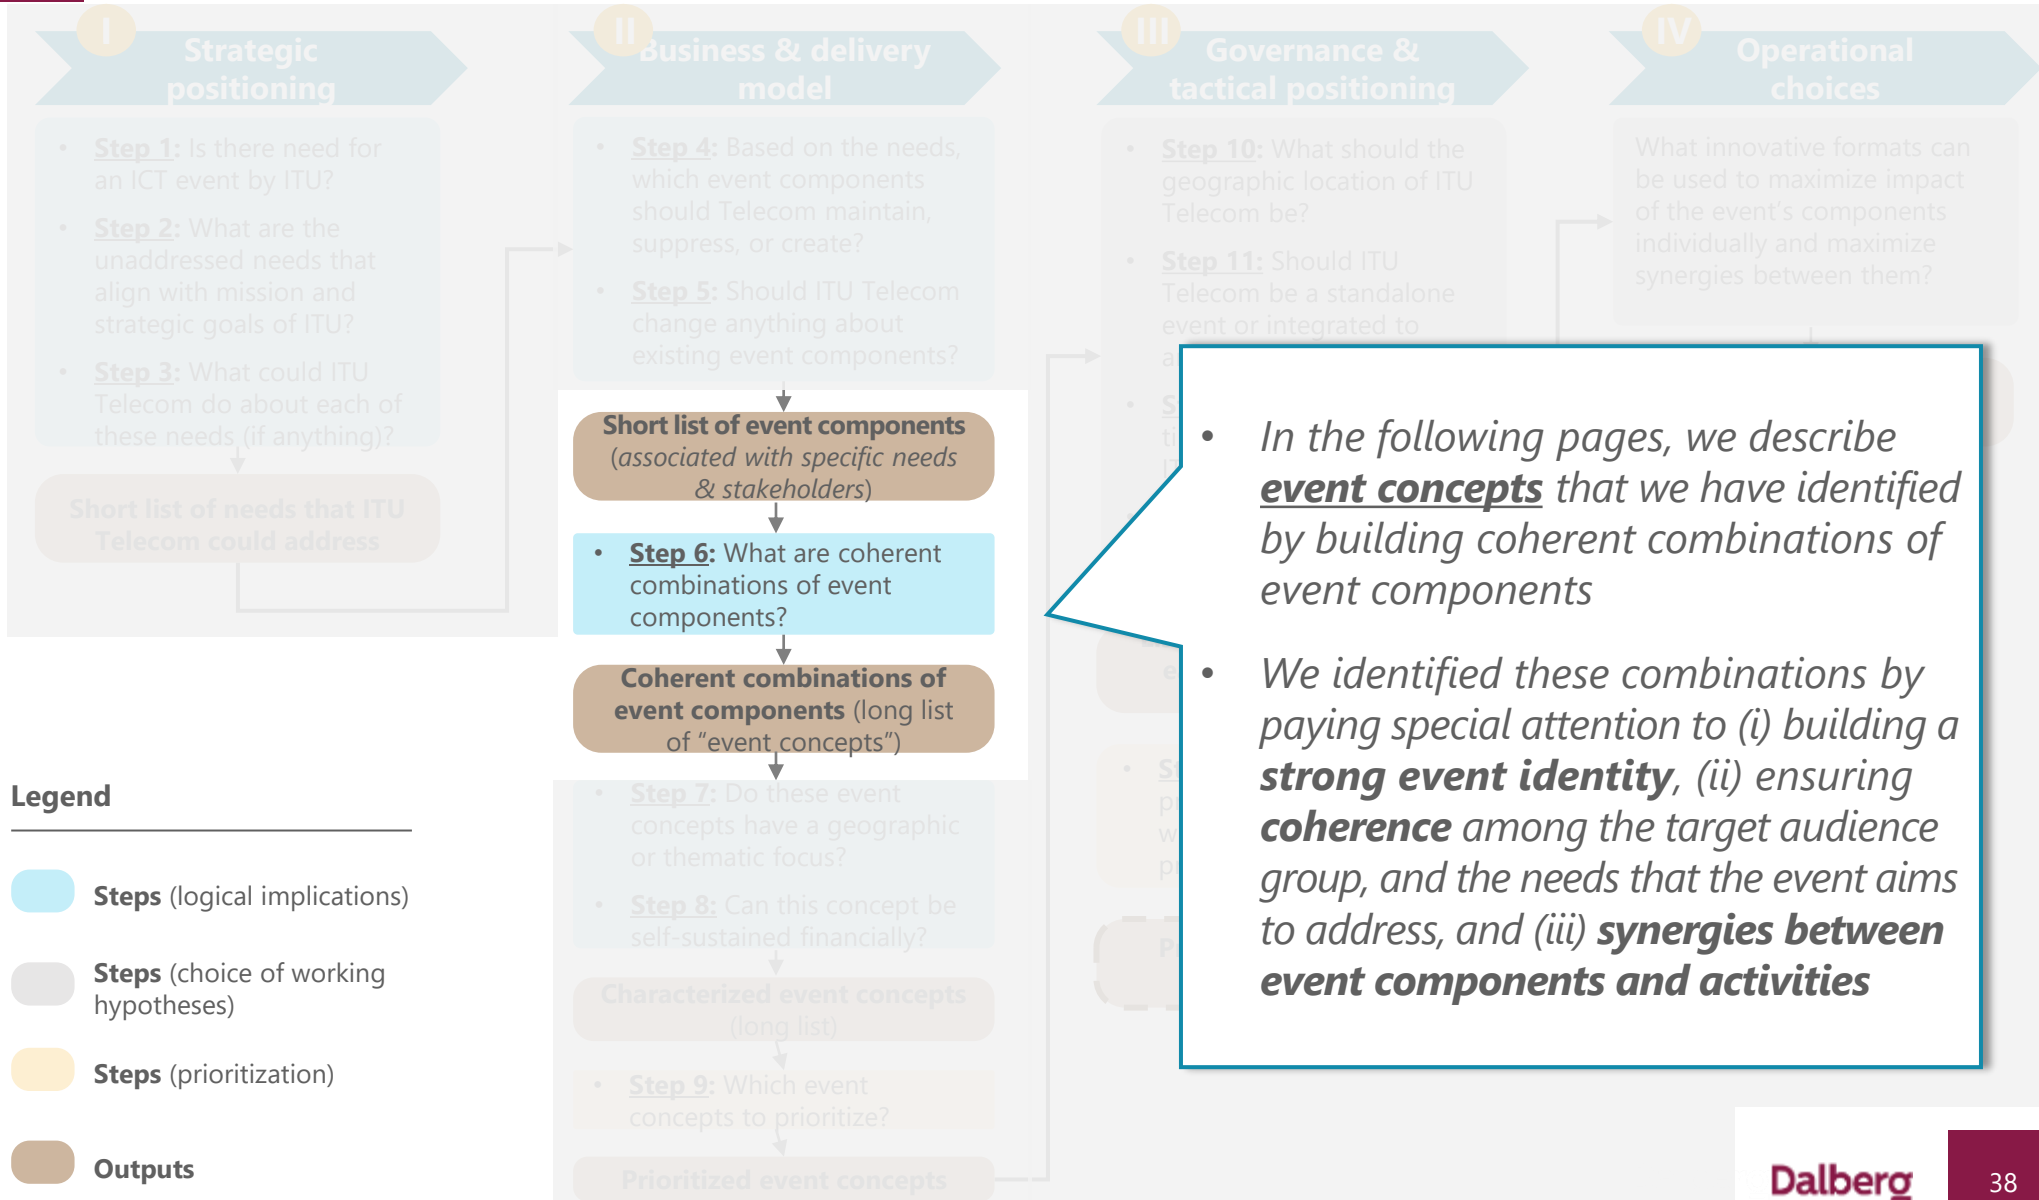 I
Strategic
positioning
• Step 1: Is there need for
an ICT event by ITU?
• Step 2: What are the
unaddressed needs that
align with mission and
strategic goals of ITU?
• Step 3: What could ITU
Telecom do about each of
these needs (if anything)?
Short list of needs that ITU
Telecom could address
II
Business & delivery
model
• Step 4: Based on the needs,
which event components
should Telecom maintain,
suppress, or create?
• Step 5: Should ITU Telecom
change anything about
existing event components?
Short list of event components
(associated with specific needs
& stakeholders)
• Step 6: What are coherent
combinations of event
components?
Coherent combinations of
event components (long list
of “event concepts”)
• Step 7: Do these event
concepts have a geographic
or thematic focus?
• Step 8: Can this concept be
self-sustained financially?
Characterized event concepts
(long list)
• Step 9: Which event
concepts to prioritize?
Prioritized event concepts
III
Governance &
tactical positioning
• Step 10: What should the
geographic location of ITU
Telecom be?
• Step 11: Should ITU
Telecom be a standalone
event or integrated to
IV
Operational
choices
What innovative formats can
be used to maximize impact
of the event’s components
individually and maximize
synergies between them?
• In the following pages, we describe
event concepts that we have identified
by building coherent combinations of
event components
• We identified these combinations by
paying special attention to (i) building a
strong event identity, (ii) ensuring
coherence among the target audience
group, and the needs that the event aims
to address, and (iii) synergies between
event components and activities
Legend
Steps (logical implications)
Steps (choice of working
hypotheses)
Steps (prioritization)
Outputs
Dalberg
38